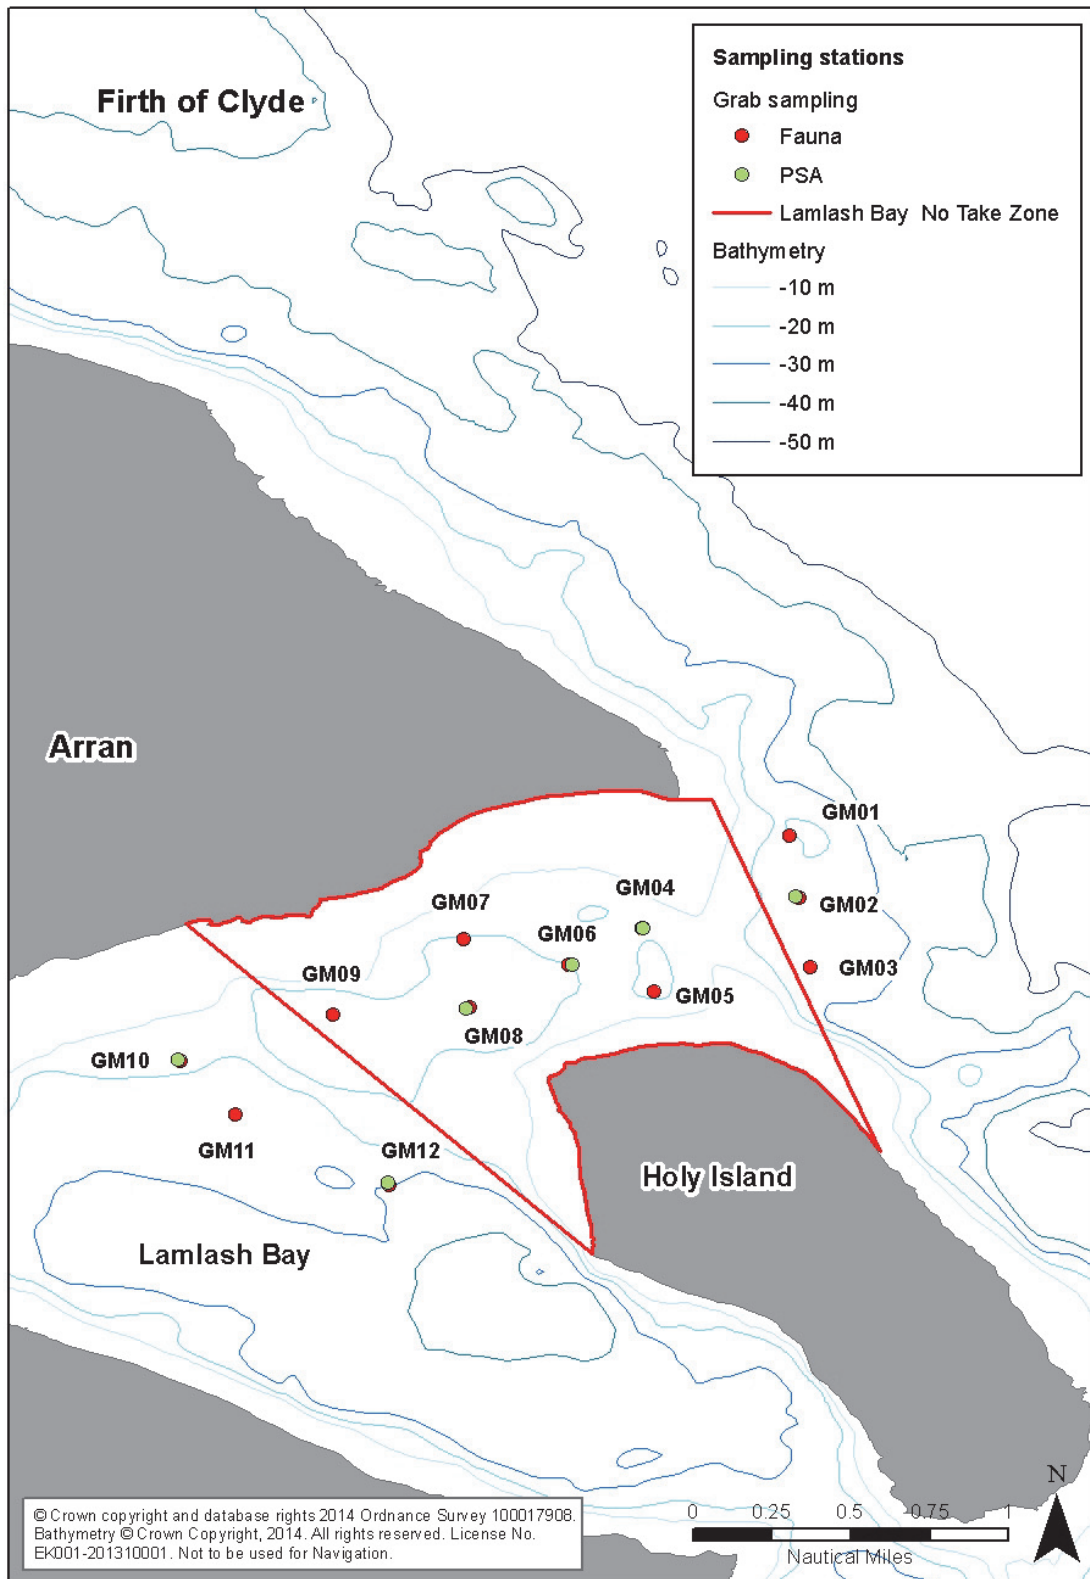 Firth of Clyde
Sampling stations
Grab sampling
Fauna
PSA
Lamlash Bay No Take Zone
Bathymetry
-10 m
-20 m
-30 m
-40 m
-50 m
Arran
GM01
GM04
GM07
GM02
GM06
GM03
GM09
GM05
GM08
GM10
GM11
GM12
Holy Island
Lamlash Bay
N
0 0.25 0.5 0.75 1
Nautical Miles
© Crown copyright and database rights 2014 Ordnance Survey 100017908.
Bathymetry © Crown Copyright, 2014. All rights reserved. License No.
EK001-201310001. Not to be used for Navigation.